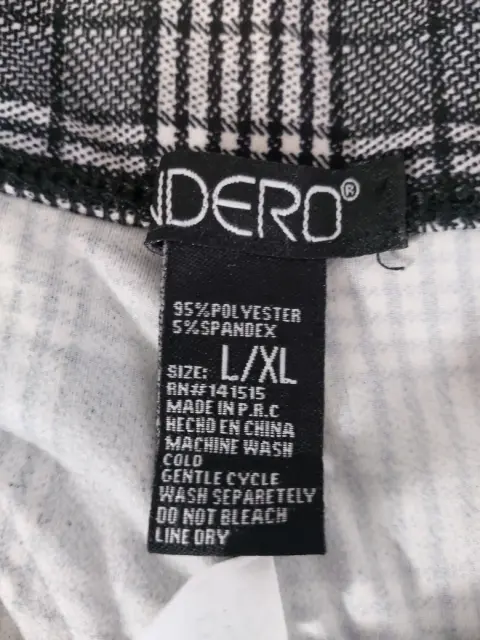 NDERO®
95%POLYESTER
5%SPANDEX
SIZE: L/XL
RN#141515
MADE IN P.R.C
HECHO EN CHINA
MACHINE WASH
COLD
GENTLE CYCLE
WASH SEPARETELY
DO NOT BLEACH
LINE DRY